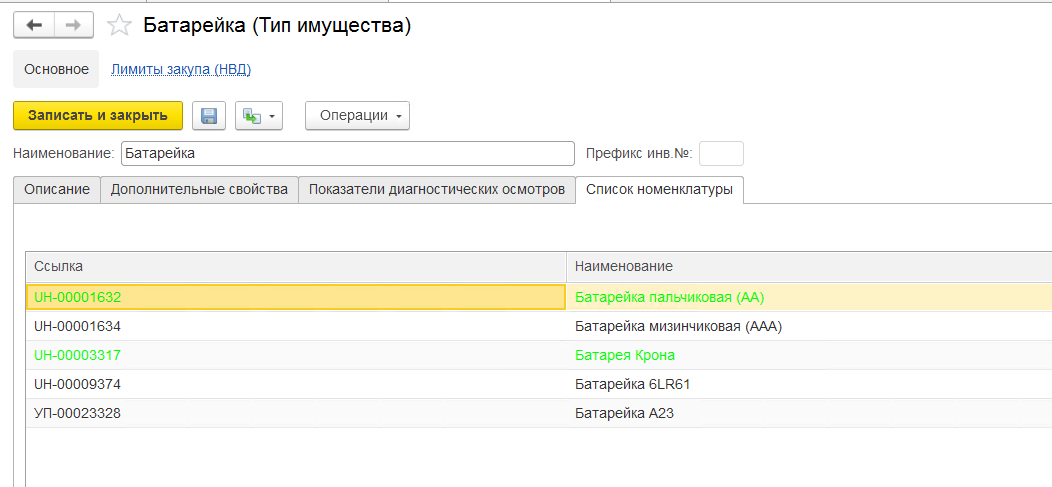 Батарейка (Тип имущества)
Основное Лимиты закупа (НВД)
Записать и закрыть Операции
Наименование: Батарейка Префикс инв.№:
Описание Дополнительные свойства Показатели диагностических осмотров Список номенклатуры
Ссылка Наименование
UH-00001632 Батарейка пальчиковая (АА)
UH-00001634 Батарейка мизинчиковая (ААА)
UH-00003317 Батарея Крона
UH-00009374 Батарейка 6LR61
УП-00023328 Батарейка А23